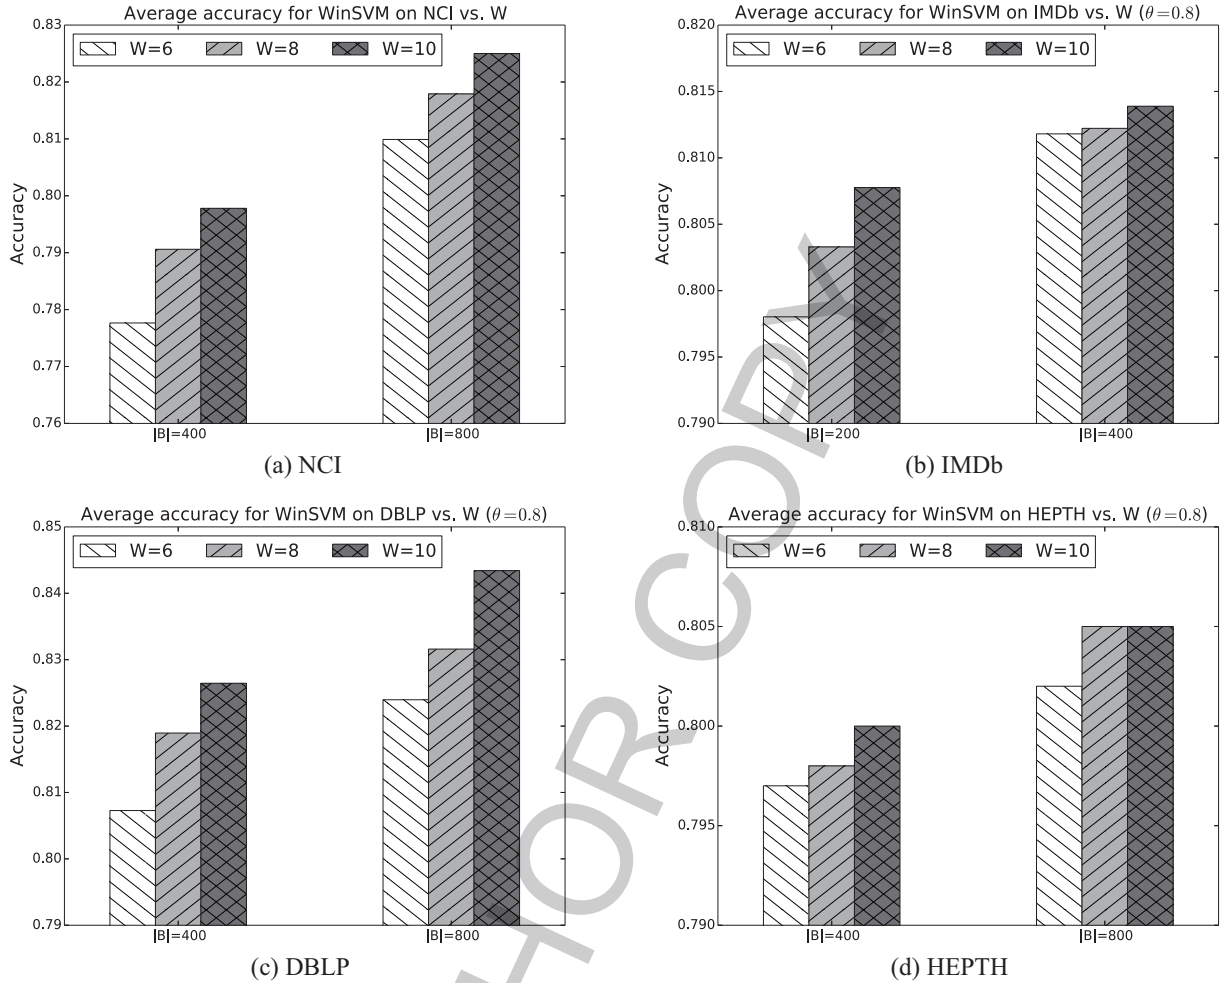 Average accuracy for WinSVM on NCI vs. W
W=6 W=8 W=10
0.83
0.82
0.81
0.80
0.79
0.78
0.77
0.76
Accuracy
|B|=400 |B|=800
(a) NCI
Average accuracy for WinSVM on IMDb vs. W (θ=0.8)
W=6 W=8 W=10
0.820
0.815
0.810
0.805
0.800
0.795
0.790
Accuracy
|B|=200 |B|=400
(b) IMDb
Average accuracy for WinSVM on DBLP vs. W (θ=0.8)
W=6 W=8 W=10
0.85
0.84
0.83
0.82
0.81
0.80
0.79
Accuracy
|B|=400 |B|=800
(c) DBLP
Average accuracy for WinSVM on HEPTH vs. W (θ=0.8)
W=6 W=8 W=10
0.810
0.805
0.800
0.795
0.790
Accuracy
|B|=400 |B|=800
(d) HEPTH
HOR COPY